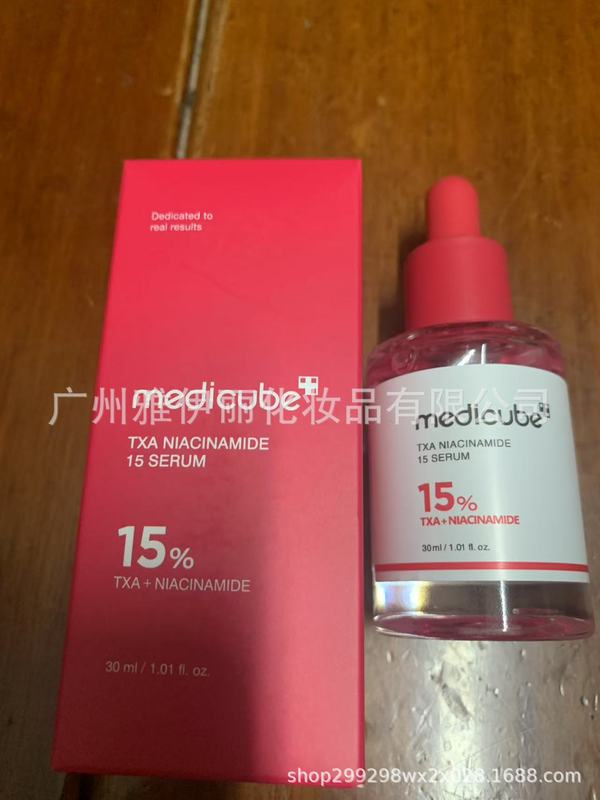 Dedicated to
real results
medicube
TXA NIACINAMIDE
15 SERUM
15%
TXA + NIACINAMIDE
30 ml / 1.01 fl. oz.
medicube
TXA NIACINAMIDE
15 SERUM
15%
TXA+NIACINAMIDE
30ml / 1.01 fl. oz.
广州雅伊丽化妆品有限公司
shop299298wx2x028.1688.com